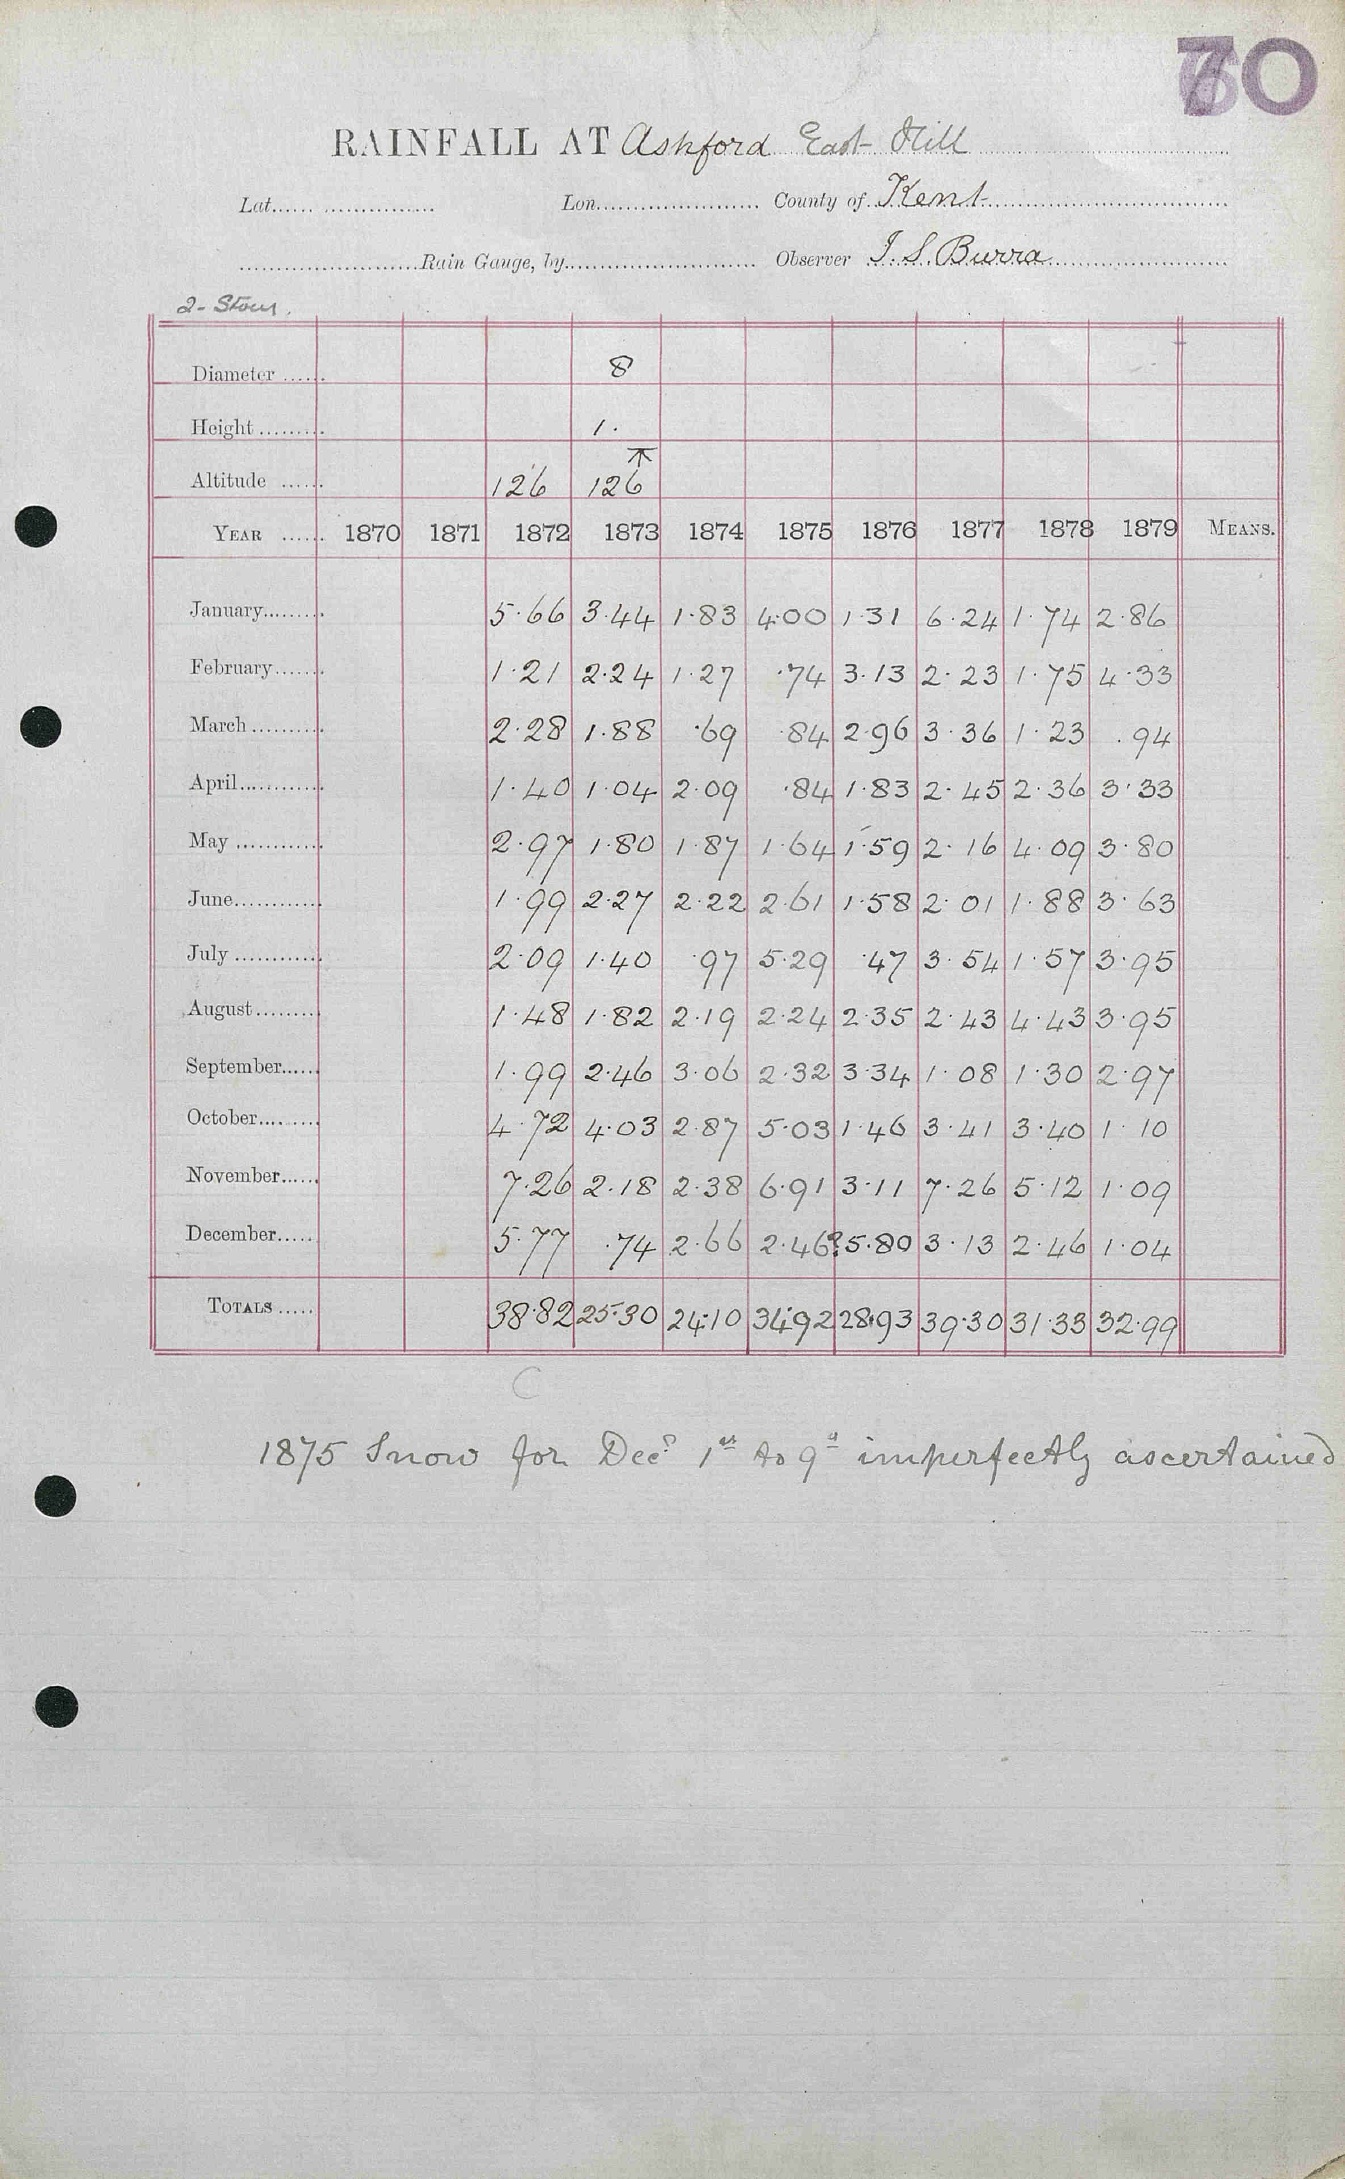 70
RAINFALL AT Ashford East Hill
Lat. Lon. County of Kent
Rain Gauge, by Observer I. S. Burra
2 - Stour.
Diameter 8
Height 1.
Altitude 126 126
YEAR 1870 1871 1872 1873 1874 1875 1876 1877 1878 1879 MEANS.
January 5.66 3.44 1.83 4.00 1.31 6.24 1.74 2.86
February 1.21 2.24 1.27 .74 3.13 2.23 1.75 4.33
March 2.28 1.88 .69 .84 2.96 3.36 1.23 .94
April 1.40 1.04 2.09 .84 1.83 2.45 2.36 3.33
May 2.97 1.80 1.87 1.64 1.59 2.16 4.09 3.80
June 1.99 2.27 2.22 2.61 1.58 2.01 1.88 3.63
July 2.09 1.40 .97 5.29 .47 3.54 1.57 3.95
August 1.48 1.82 2.19 2.24 2.35 2.43 4.43 3.95
September 1.99 2.46 3.06 2.32 3.34 1.08 1.30 2.97
October 4.72 4.03 2.87 5.03 1.46 3.41 3.40 1.10
November 7.26 2.18 2.38 6.91 3.11 7.26 5.12 1.09
December 5.77 .74 2.66 2.46? 5.80 3.13 2.46 1.04
TOTALS 38.82 25.30 24.10 34.92 28.93 39.30 31.33 32.99
C
1875 Snow for Decr 1st to 9th imperfectly ascertained